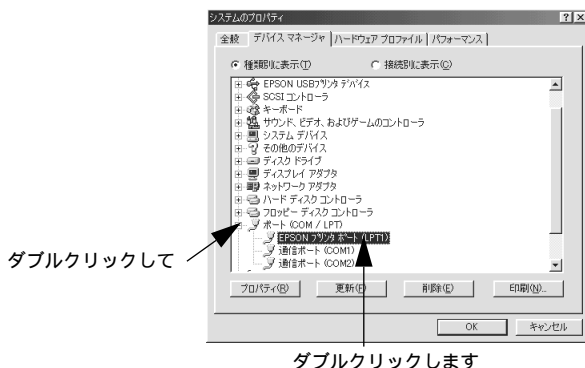 システムのプロパティ
全般 デバイス マネージャ ハードウェア プロファイル パフォーマンス
種類別に表示(T) 接続別に表示(C)
EPSON USBプリンタ デバイス
SCSI コントローラ
キーボード
サウンド、ビデオ、およびゲームのコントローラ
システム デバイス
その他のデバイス
ディスク ドライブ
ディスプレイ アダプタ
ネットワーク アダプタ
ハード ディスク コントローラ
フロッピー ディスク コントローラ
ポート (COM / LPT)
EPSON プリンタ ポート (LPT1)
通信ポート (COM1)
通信ポート (COM2)
プロパティ(R) 更新(F) 削除(E) 印刷(N)...
OK キャンセル
ダブルクリックして
ダブルクリックします